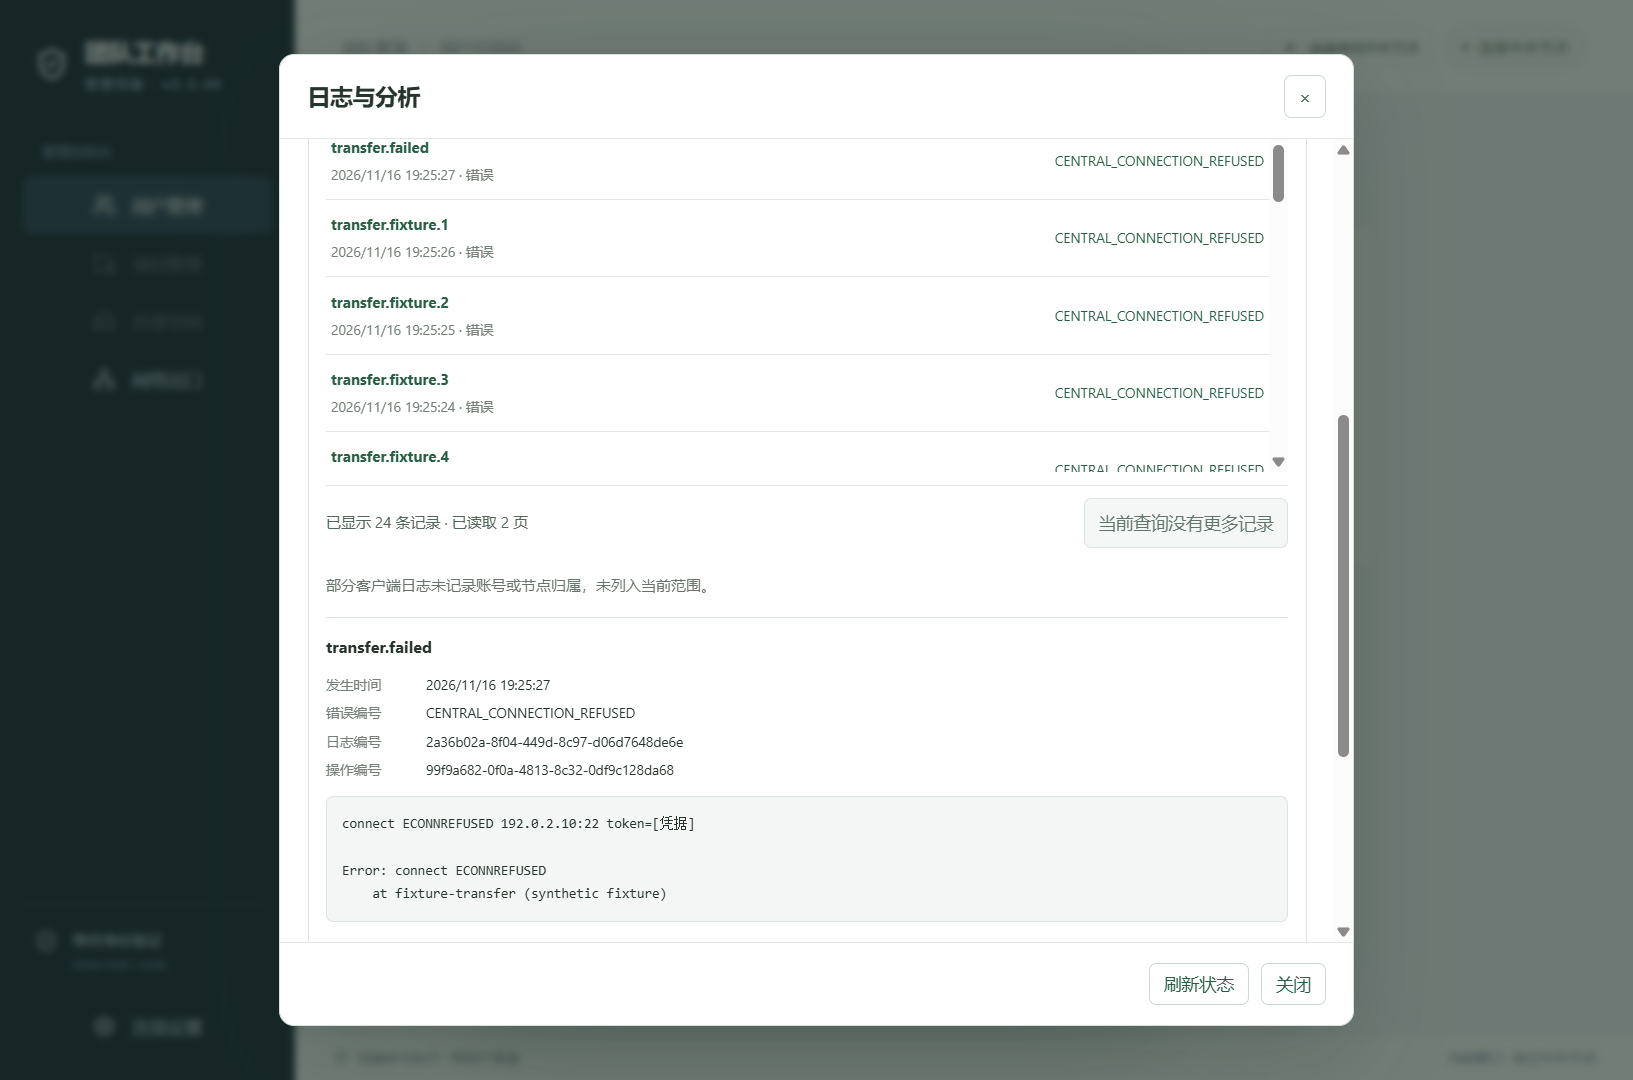 团队工作台
日志与分析
×
transfer.failed
2026/11/16 19:25:27 · 错误
CENTRAL_CONNECTION_REFUSED
transfer.fixture.1
2026/11/16 19:25:26 · 错误
CENTRAL_CONNECTION_REFUSED
transfer.fixture.2
2026/11/16 19:25:25 · 错误
CENTRAL_CONNECTION_REFUSED
transfer.fixture.3
2026/11/16 19:25:24 · 错误
CENTRAL_CONNECTION_REFUSED
transfer.fixture.4
CENTRAL_CONNECTION_REFUSED
已显示 24 条记录 · 已读取 2 页
当前查询没有更多记录
部分客户端日志未记录账号或节点归属，未列入当前范围。
transfer.failed
发生时间 2026/11/16 19:25:27
错误编号 CENTRAL_CONNECTION_REFUSED
日志编号 2a36b02a-8f04-449d-8c97-d06d7648de6e
操作编号 99f9a682-0f0a-4813-8c32-0df9c128da68
connect ECONNREFUSED 192.0.2.10:22 token=[凭据]
Error: connect ECONNREFUSED
at fixture-transfer (synthetic fixture)
刷新状态
关闭